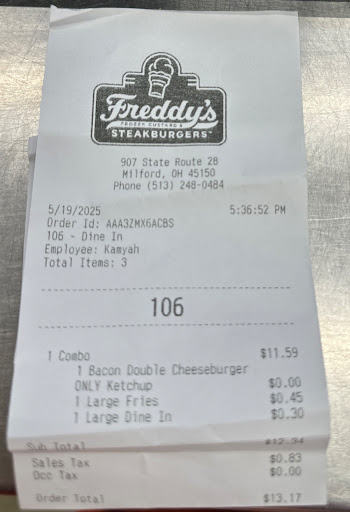 Freddy's
FROZEN CUSTARD &
STEAKBURGERS
907 State Route 28
Milford, OH 45150
Phone (513) 248-0484
5/19/2025 5:36:52 PM
Order Id: AAA3ZMX6ACBS
106 - Dine In
Employee: Kamyah
Total Items: 3
106
1 Combo $11.59
1 Bacon Double Cheeseburger
ONLY Ketchup $0.00
1 Large Fries $0.45
1 Large Dine In $0.30
Sub Total $12.34
Sales Tax $0.83
Occ Tax $0.00
Order Total $13.17